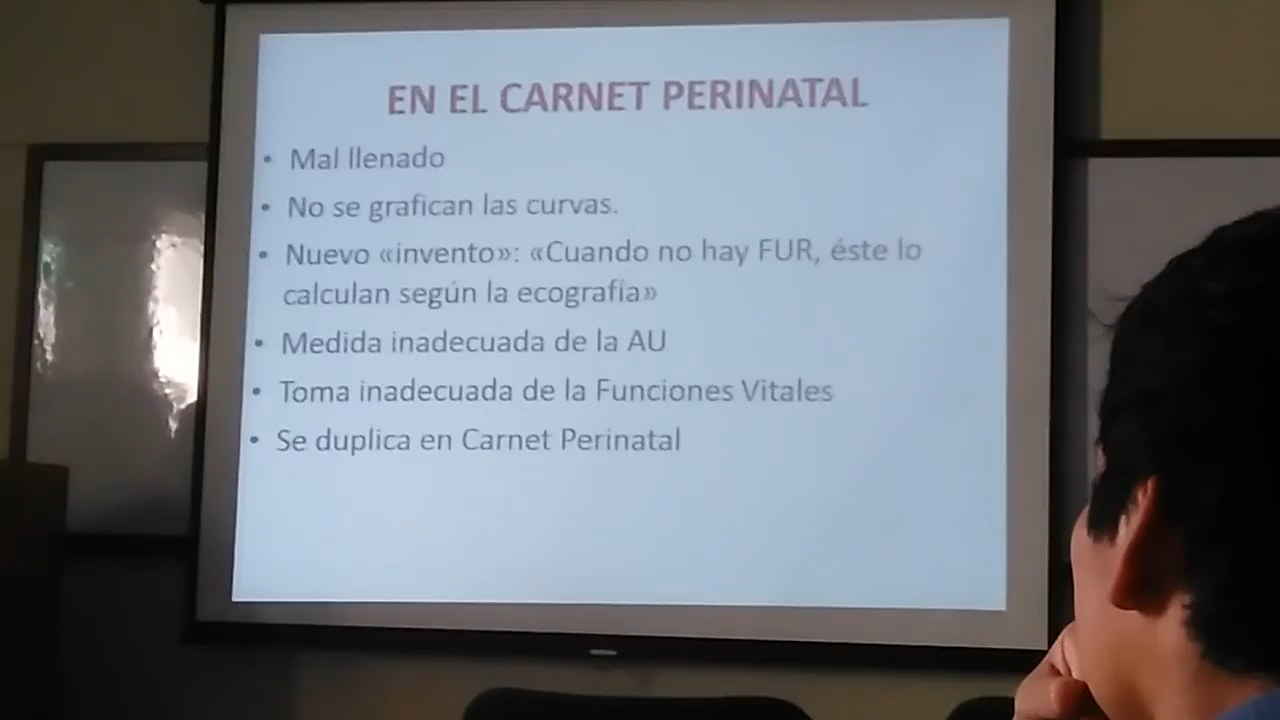 EN EL CARNET PERINATAL
• Mal llenado
• No se grafican las curvas.
• Nuevo «invento»: «Cuando no hay FUR, éste lo
calculan según la ecografía»
• Medida inadecuada de la AU
• Toma inadecuada de la Funciones Vitales
• Se duplica en Carnet Perinatal